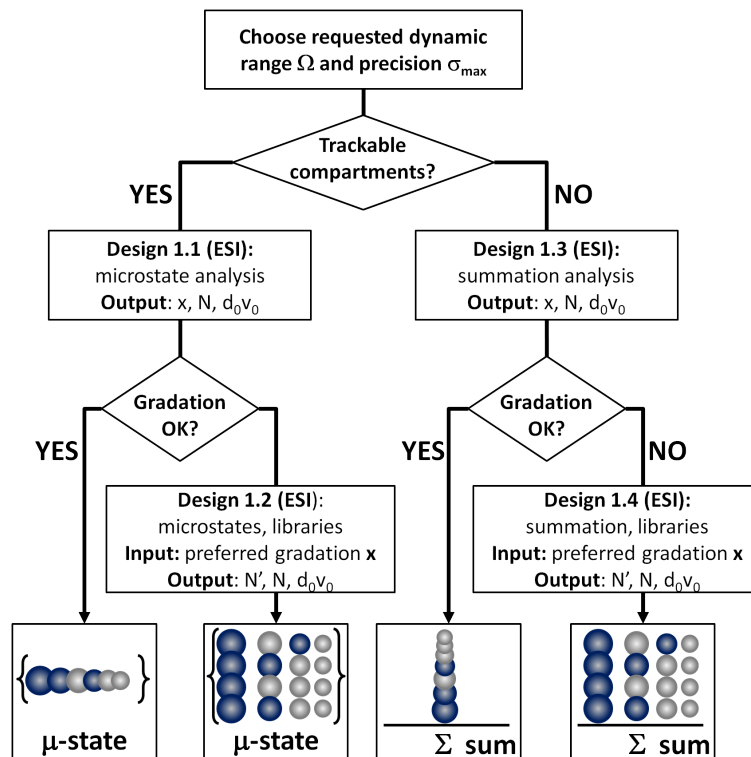 Choose requested dynamic
range Ω and precision σmax
Trackable
compartments?
YES
NO
Design 1.1 (ESI):
microstate analysis
Output: x, N, d₀v₀
Design 1.3 (ESI):
summation analysis
Output: x, N, d₀v₀
Gradation
OK?
YES
Gradation
OK?
YES
NO
Design 1.2 (ESI):
microstates, libraries
Input: preferred gradation x
Output: N’, N, d₀v₀
Design 1.4 (ESI):
summation, libraries
Input: preferred gradation x
Output: N’, N, d₀v₀
{ }
μ-state
{ }
μ-state
Σ sum
Σ sum